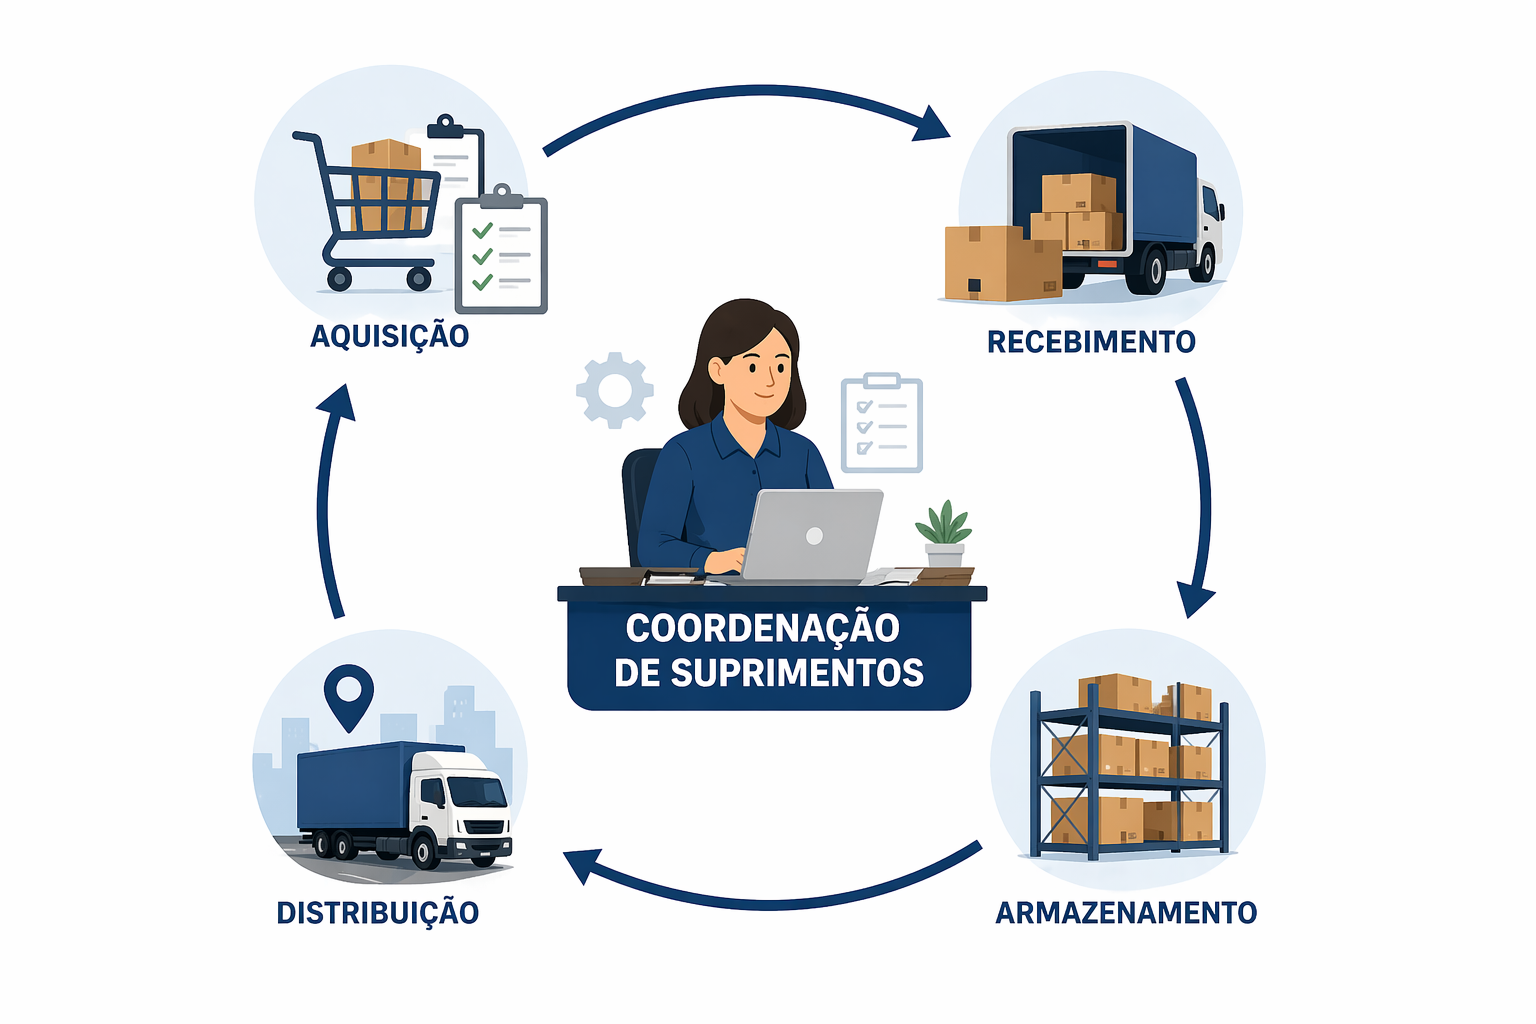 AQUISIÇÃO
RECEBIMENTO
COORDENAÇÃO
DE SUPRIMENTOS
DISTRIBUIÇÃO
ARMAZENAMENTO